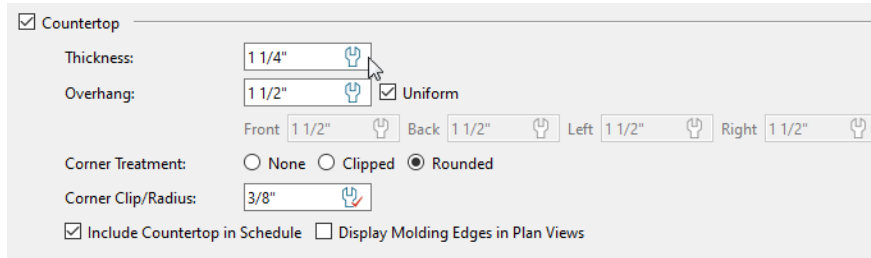 Countertop
Thickness: 1 1/4"
Overhang: 1 1/2" Uniform
Front 1 1/2" Back 1 1/2" Left 1 1/2" Right 1 1/2"
Corner Treatment: None Clipped Rounded
Corner Clip/Radius: 3/8"
Include Countertop in Schedule Display Molding Edges in Plan Views